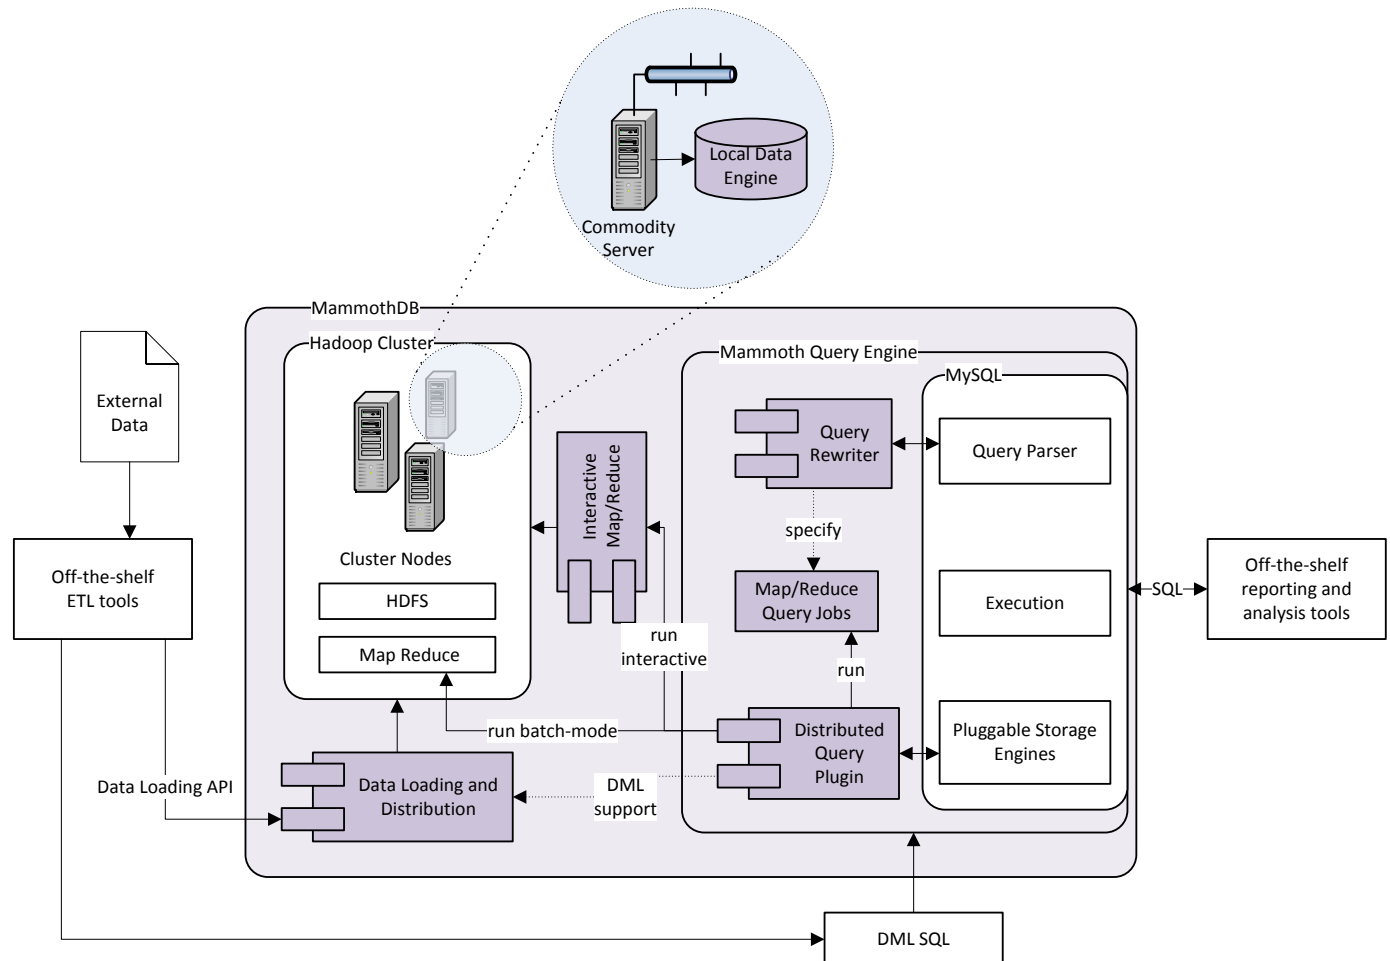 Local Data
Engine
Commodity
Server
MammothDB
Hadoop Cluster
Mammoth Query Engine
MySQL
External
Data
Query
Rewriter
Query Parser
Interactive
Map/Reduce
specify
Cluster Nodes
Off-the-shelf
ETL tools
HDFS
Map/Reduce
Query Jobs
Execution
SQL
Off-the-shelf
reporting and
analysis tools
Map Reduce
run
interactive
run
run batch-mode
Distributed
Query
Plugin
Pluggable Storage
Engines
Data Loading API
Data Loading and
Distribution
DML
support
DML SQL